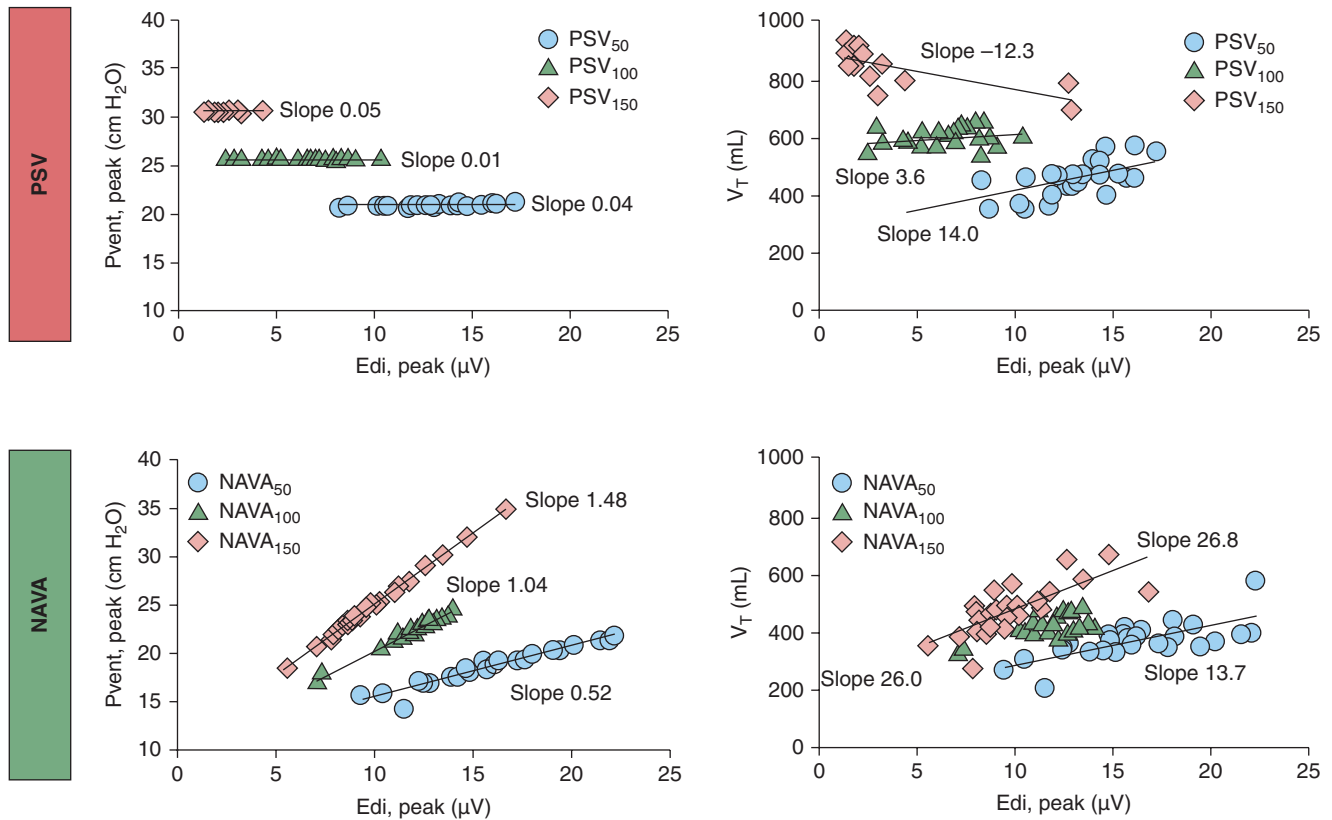 PSV
Pvent, peak (cm H₂O)
40
35
30
25
20
15
10
PSV₅₀
PSV₁₀₀
PSV₁₅₀
Slope 0.05
Slope 0.01
Slope 0.04
0 5 10 15 20 25
Edi, peak (µV)
V_T (mL)
1000
800
600
400
200
0
Slope –12.3
PSV₅₀
PSV₁₀₀
PSV₁₅₀
Slope 3.6
Slope 14.0
0 5 10 15 20 25
Edi, peak (µV)
NAVA
Pvent, peak (cm H₂O)
40
35
30
25
20
15
10
NAVA₅₀
NAVA₁₀₀
NAVA₁₅₀
Slope 1.48
Slope 1.04
Slope 0.52
0 5 10 15 20 25
Edi, peak (µV)
V_T (mL)
1000
800
600
400
200
0
NAVA₅₀
NAVA₁₀₀
NAVA₁₅₀
Slope 26.8
Slope 26.0
Slope 13.7
0 5 10 15 20 25
Edi, peak (µV)